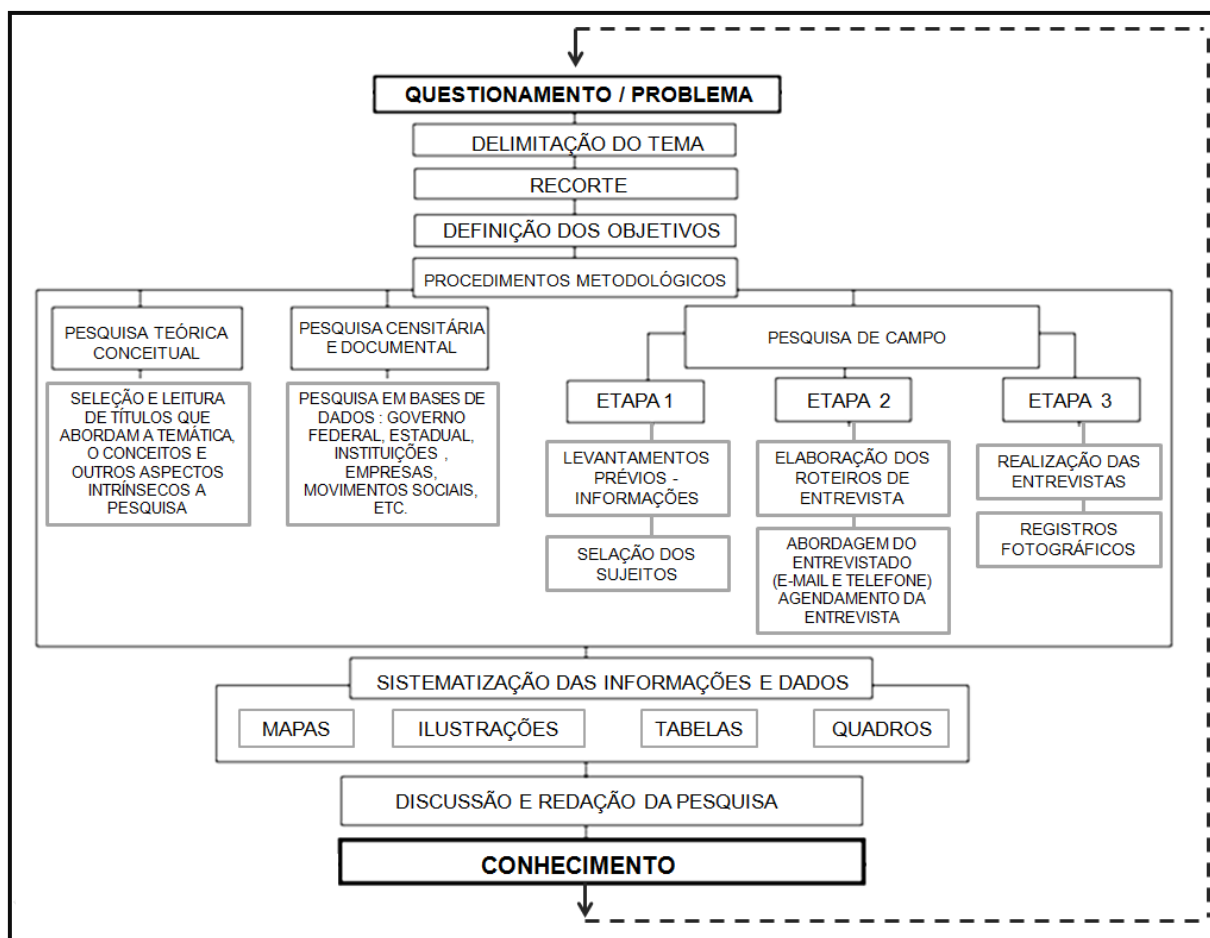 QUESTIONAMENTO / PROBLEMA
DELIMITAÇÃO DO TEMA
RECORTE
DEFINIÇÃO DOS OBJETIVOS
PROCEDIMENTOS METODOLÓGICOS
PESQUISA TEÓRICA
CONCEITUAL
SELEÇÃO E LEITURA
DE TÍTULOS QUE
ABORDAM A TEMÁTICA,
O CONCEITOS E
OUTROS ASPECTOS
INTRÍNSECOS A
PESQUISA
PESQUISA CENSITÁRIA
E DOCUMENTAL
PESQUISA EM BASES DE
DADOS : GOVERNO
FEDERAL, ESTADUAL,
INSTITUIÇÕES ,
EMPRESAS,
MOVIMENTOS SOCIAIS,
ETC.
PESQUISA DE CAMPO
ETAPA 1
LEVANTAMENTOS
PRÉVIOS -
INFORMAÇÕES
SELAÇÃO DOS
SUJEITOS
ETAPA 2
ELABORAÇÃO DOS
ROTEIROS DE
ENTREVISTA
ABORDAGEM DO
ENTREVISTADO
(E-MAIL E TELEFONE)
AGENDAMENTO DA
ENTREVISTA
ETAPA 3
REALIZAÇÃO DAS
ENTREVISTAS
REGISTROS
FOTOGRÁFICOS
SISTEMATIZAÇÃO DAS INFORMAÇÕES E DADOS
MAPAS
ILUSTRAÇÕES
TABELAS
QUADROS
DISCUSSÃO E REDAÇÃO DA PESQUISA
CONHECIMENTO